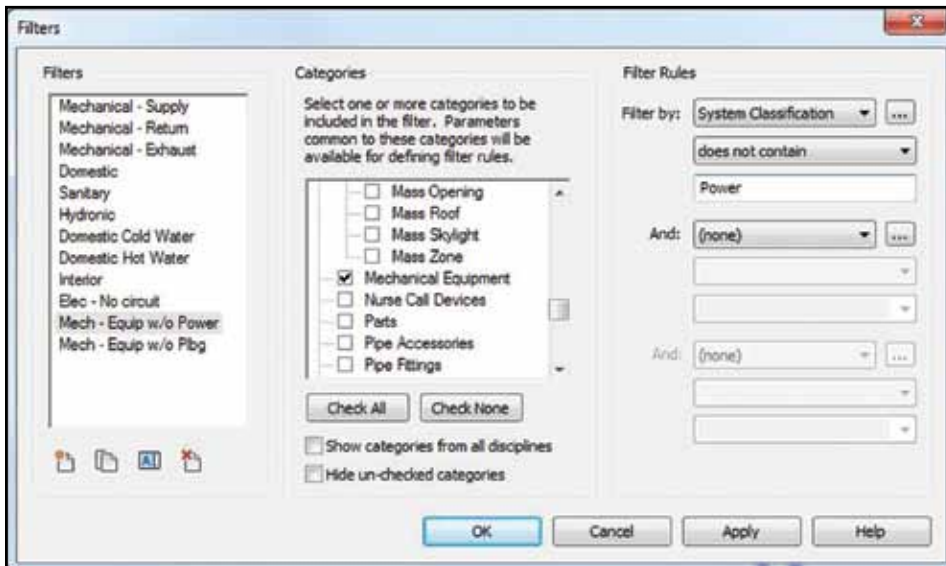 Filters
Filters
Mechanical - Supply
Mechanical - Return
Mechanical - Exhaust
Domestic
Sanitary
Hydronic
Domestic Cold Water
Domestic Hot Water
Interior
Elec - No circuit
Mech - Equip w/o Power
Mech - Equip w/o Plbg
AI
Categories
Select one or more categories to be
included in the filter. Parameters
common to these categories will be
available for defining filter rules.
Mass Opening
Mass Roof
Mass Skylight
Mass Zone
Mechanical Equipment
Nurse Call Devices
Parts
Pipe Accessories
Pipe Fittings
Check All
Check None
Show categories from all disciplines
Hide un-checked categories
Filter Rules
Filter by: System Classification ...
does not contain
Power
And: (none) ...
And: (none) ...
OK
Cancel
Apply
Help